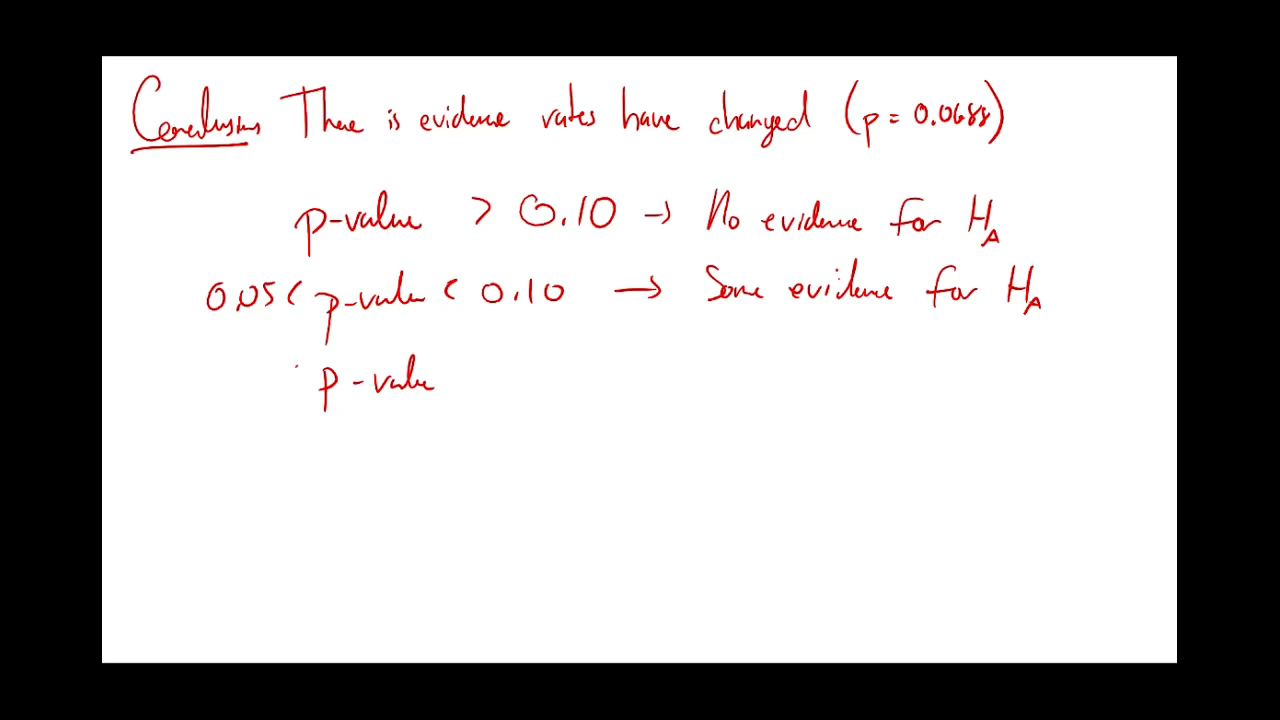 Conclusion There is evidence rates have changed (p = 0.0688)
p-value > 0.10 → No evidence for H_A
0.05 < p-value < 0.10 → Some evidence for H_A
p-value